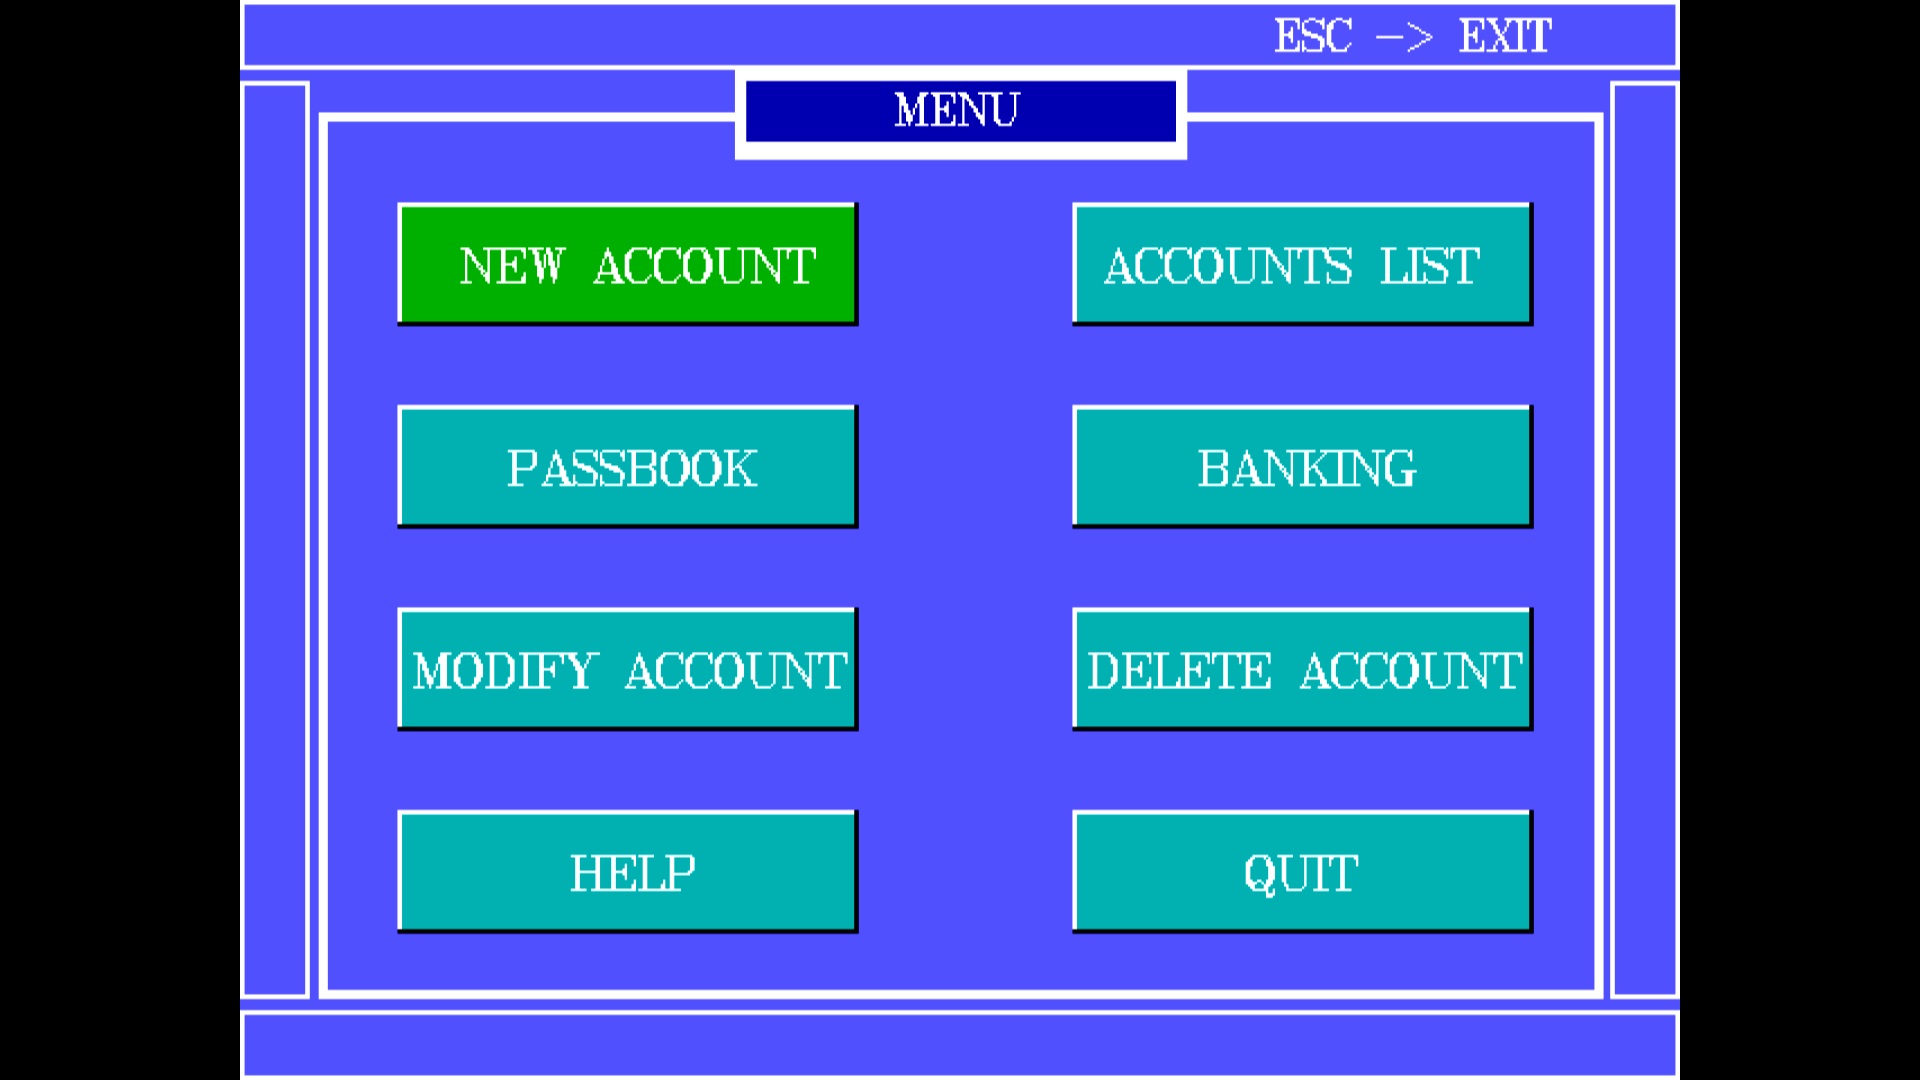 ESC -> EXIT
MENU
NEW ACCOUNT
ACCOUNTS LIST
PASSBOOK
BANKING
MODIFY ACCOUNT
DELETE ACCOUNT
HELP
QUIT